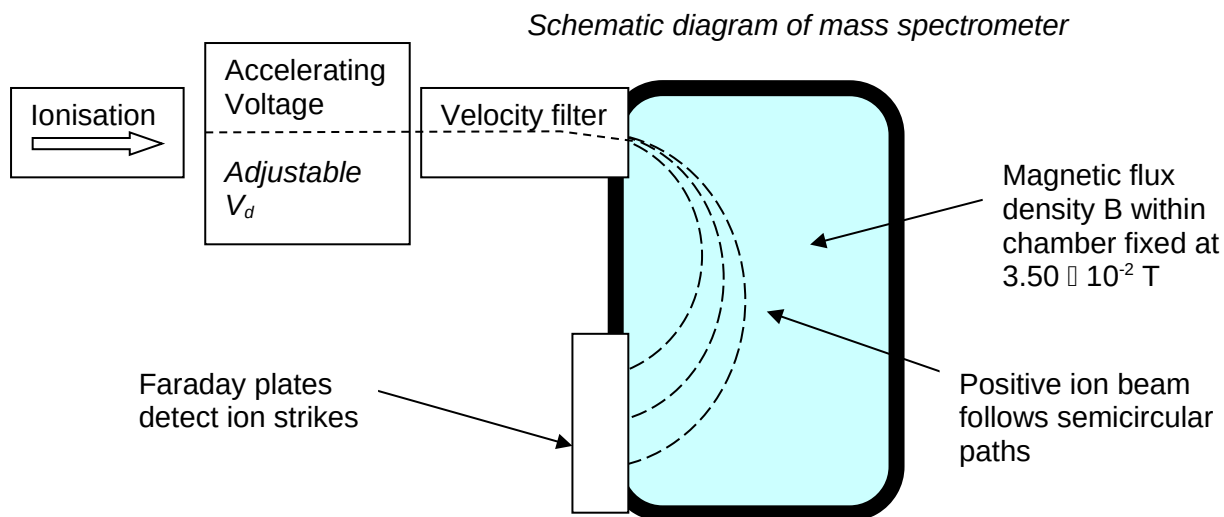 Schematic diagram of mass spectrometer
Ionisation
Accelerating
Voltage
Adjustable
V_d
Velocity filter
Magnetic flux
density B within
chamber fixed at
3.50 ▯ 10⁻² T
Faraday plates
detect ion strikes
Positive ion beam
follows semicircular
paths